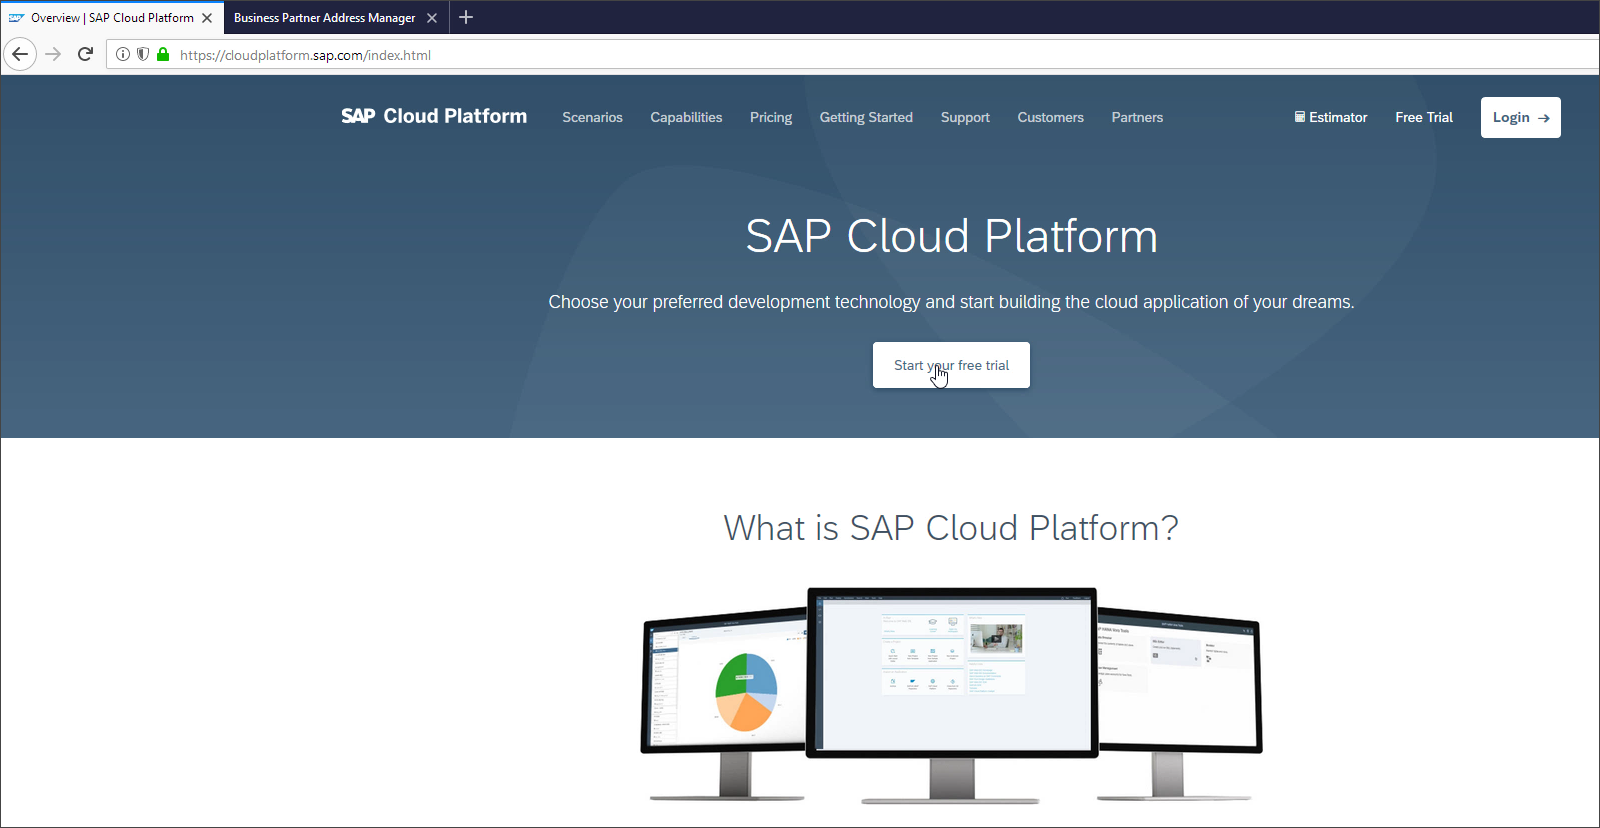 Overview | SAP Cloud Platform
Business Partner Address Manager
https://cloudplatform.sap.com/index.html
SAP Cloud Platform
Scenarios
Capabilities
Pricing
Getting Started
Support
Customers
Partners
Estimator
Free Trial
Login →
SAP Cloud Platform
Choose your preferred development technology and start building the cloud application of your dreams.
Start your free trial
What is SAP Cloud Platform?